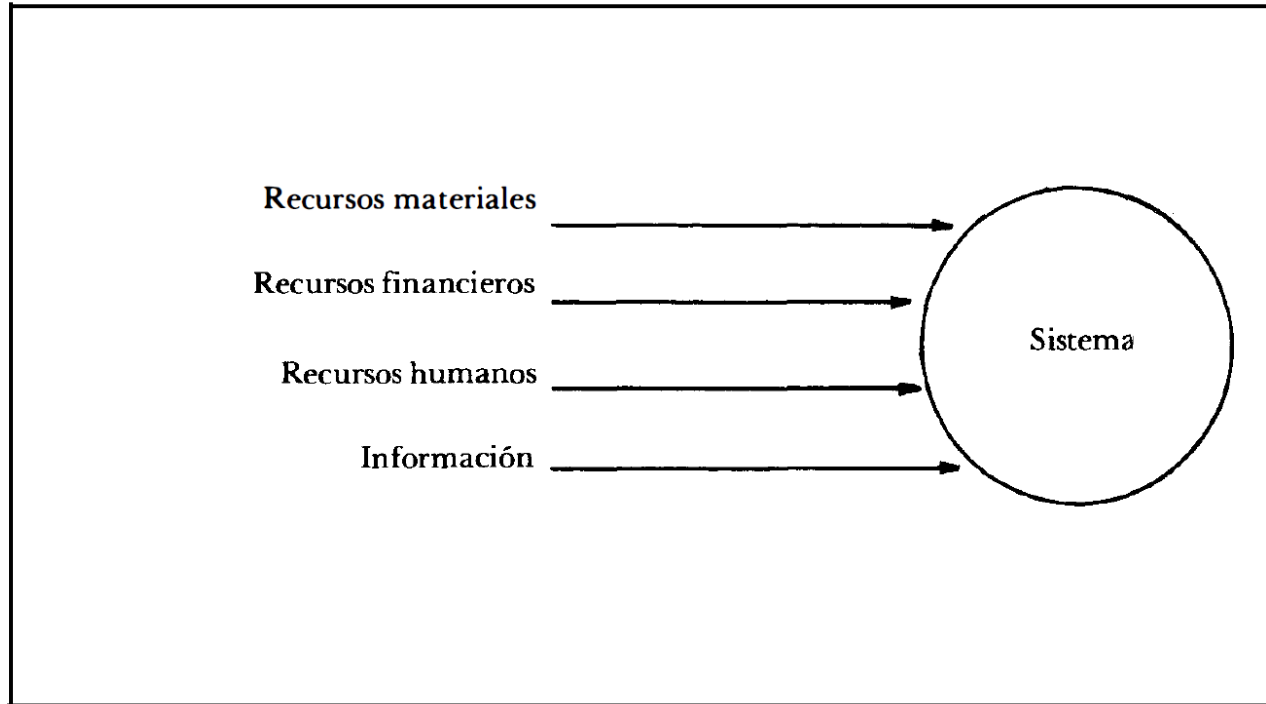 Recursos materiales
Recursos financieros
Sistema
Recursos humanos
Información